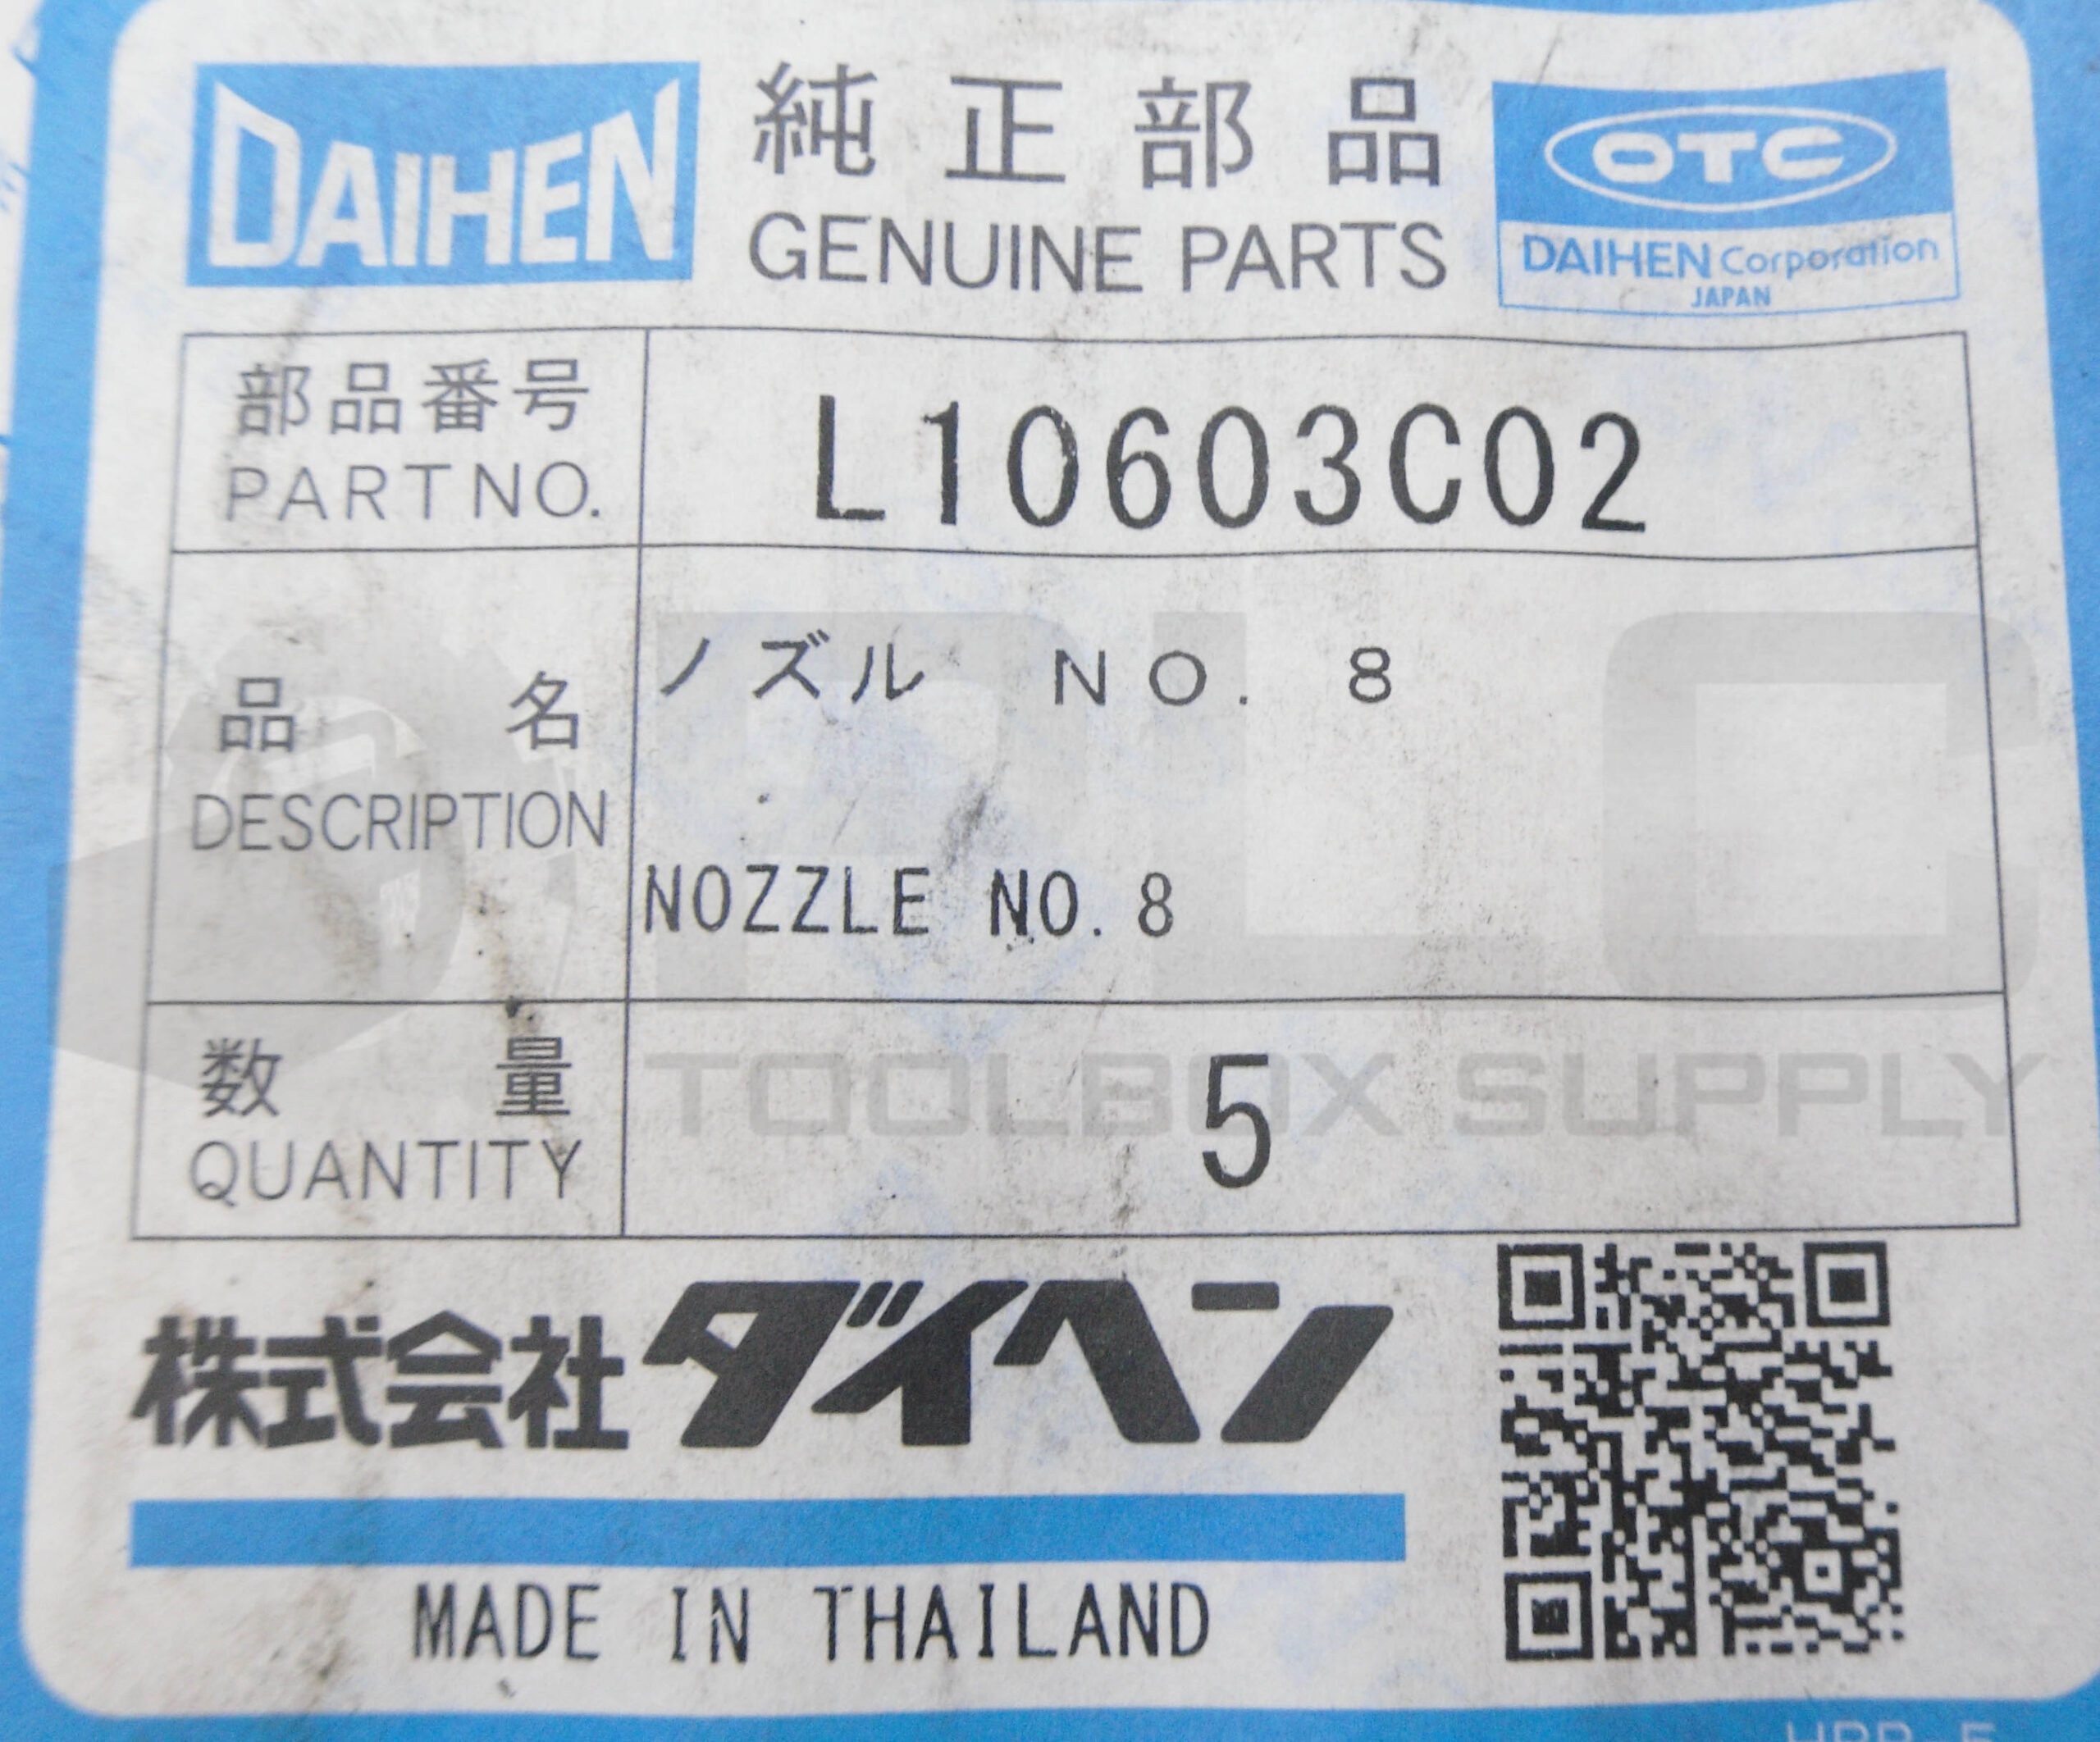 DAIHEN
純正部品
GENUINE PARTS
OTC
DAIHEN Corporation
JAPAN
部品番号
PART NO.
L10603C02
品名
DESCRIPTION
ノズル NO. 8
NOZZLE NO.8
PLC
TOOLBOX SUPPLY
数量
QUANTITY
5
株式会社ダイヘン
MADE IN THAILAND